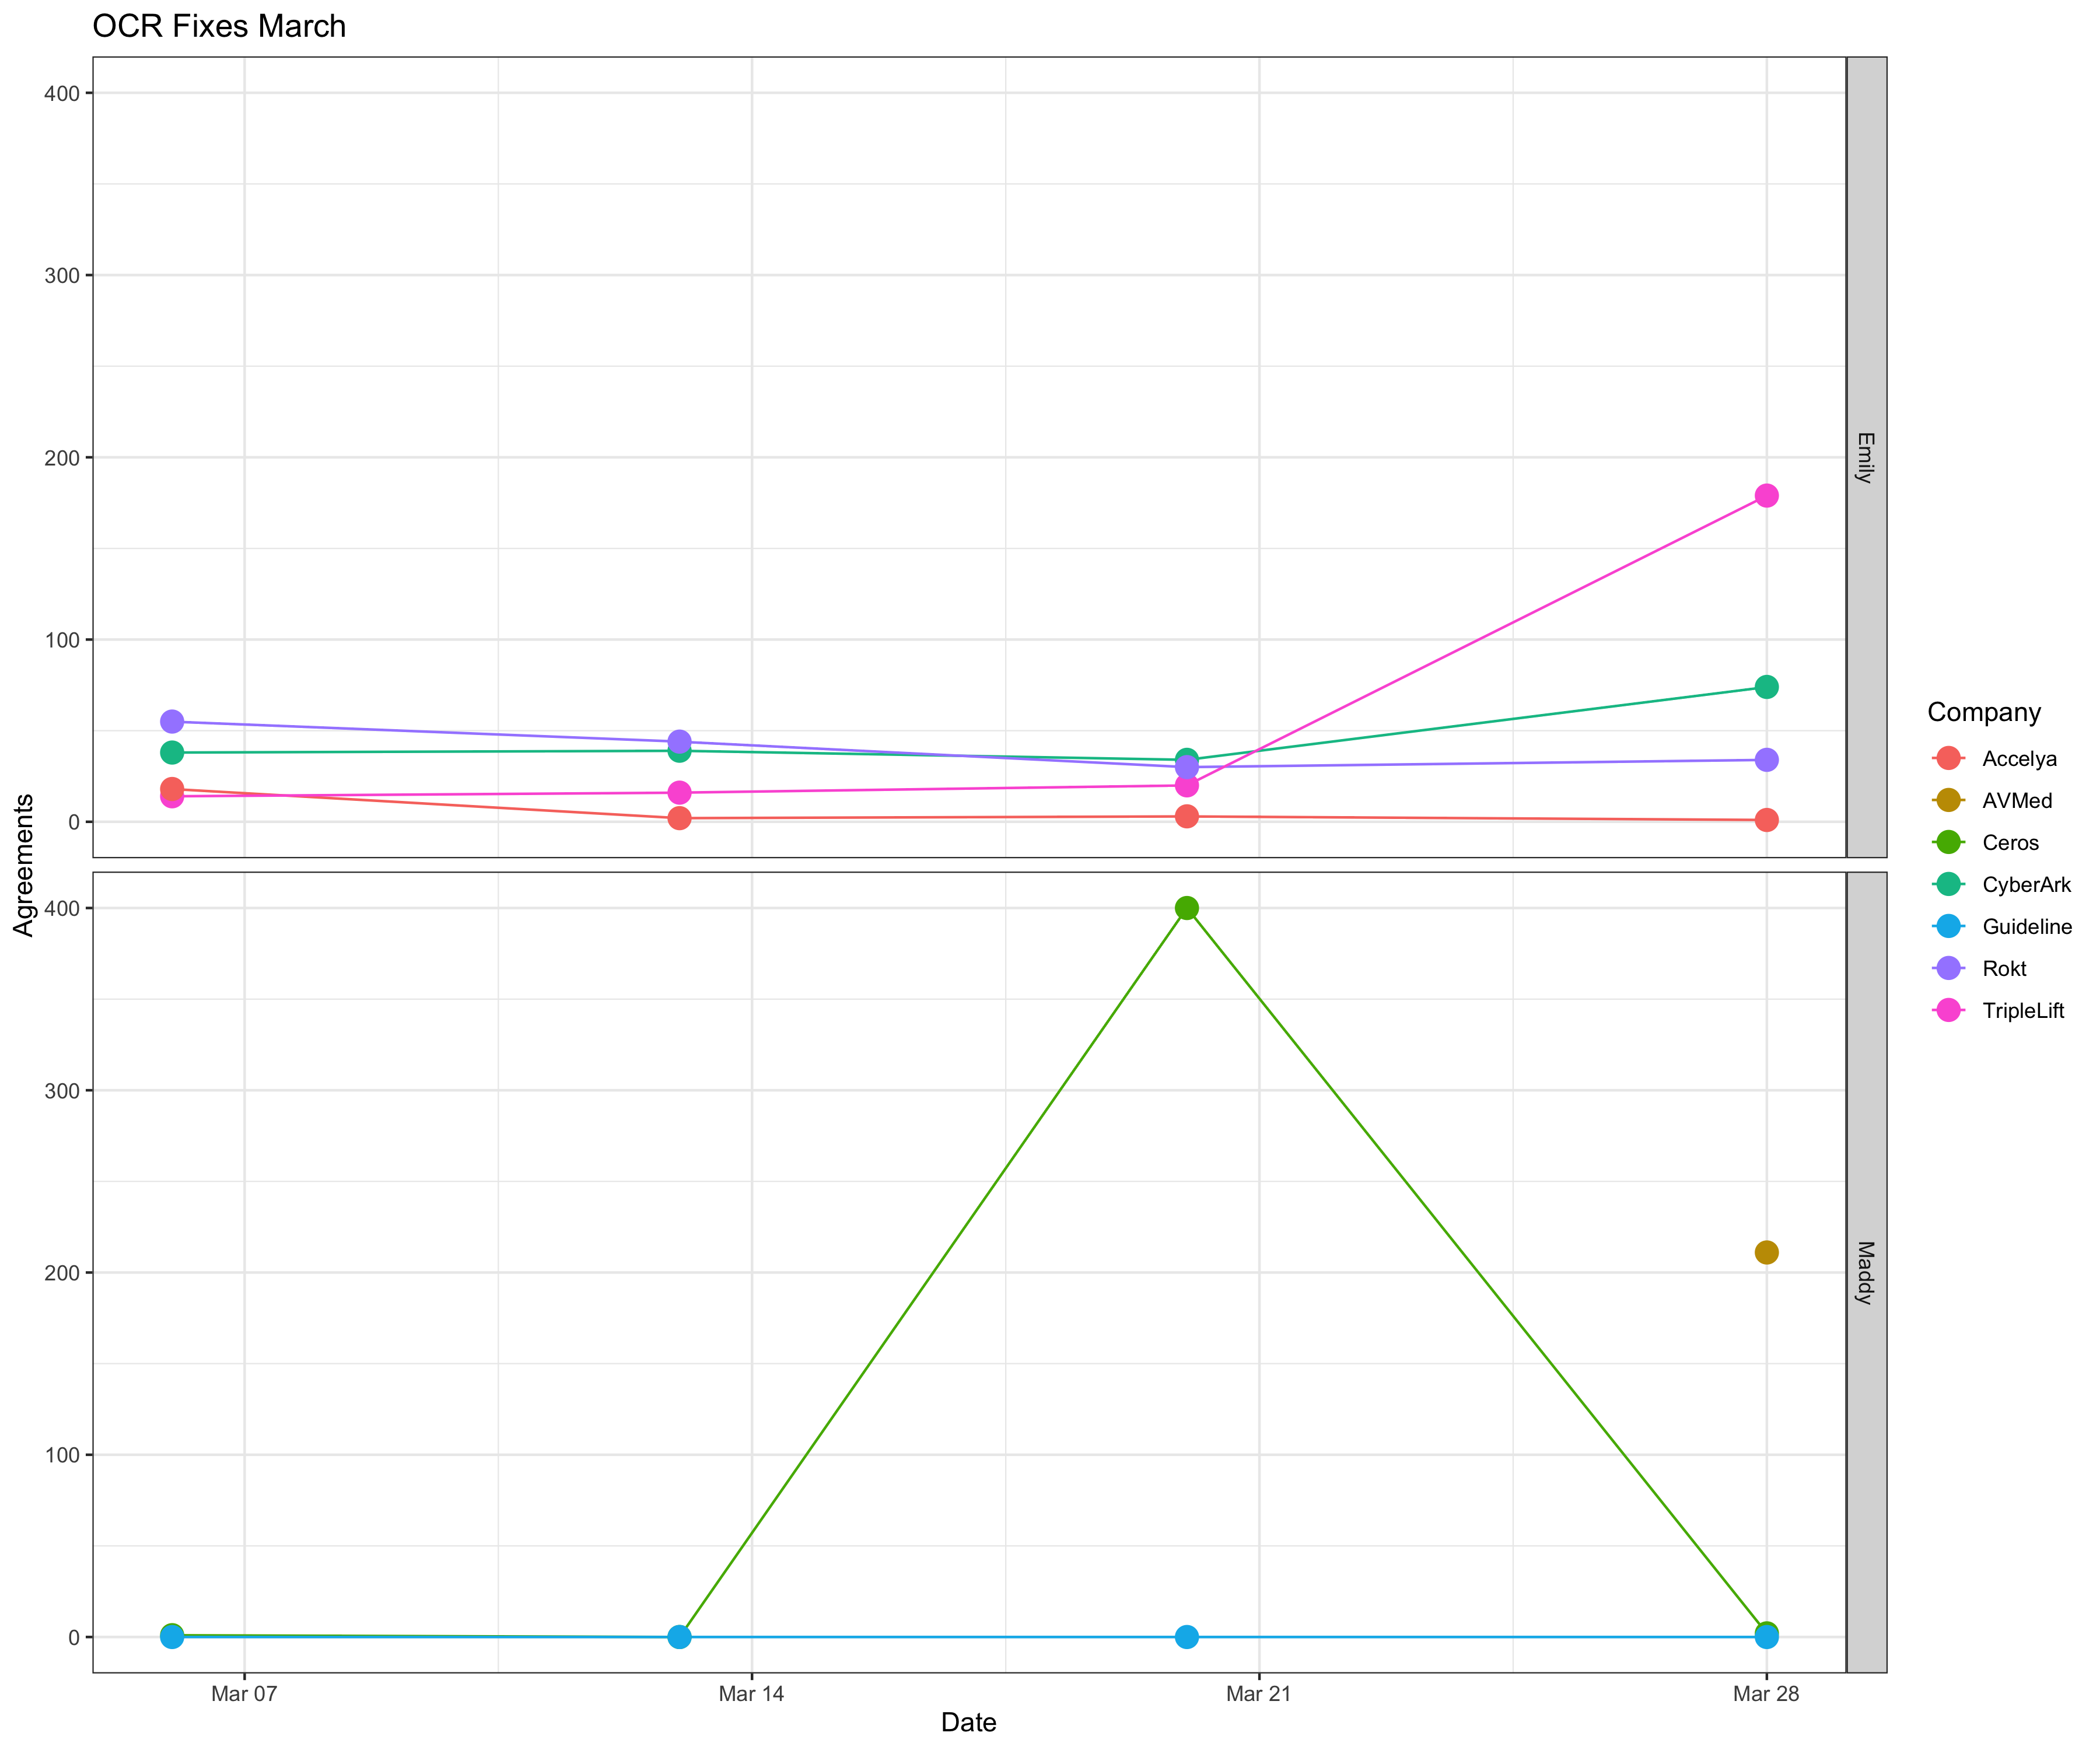 OCR Fixes March
400
300
200
100
0
Emily
400
300
200
100
0
Maddy
Agreements
Mar 07
Mar 14
Mar 21
Mar 28
Date
Company
Accelya
AVMed
Ceros
CyberArk
Guideline
Rokt
TripleLift